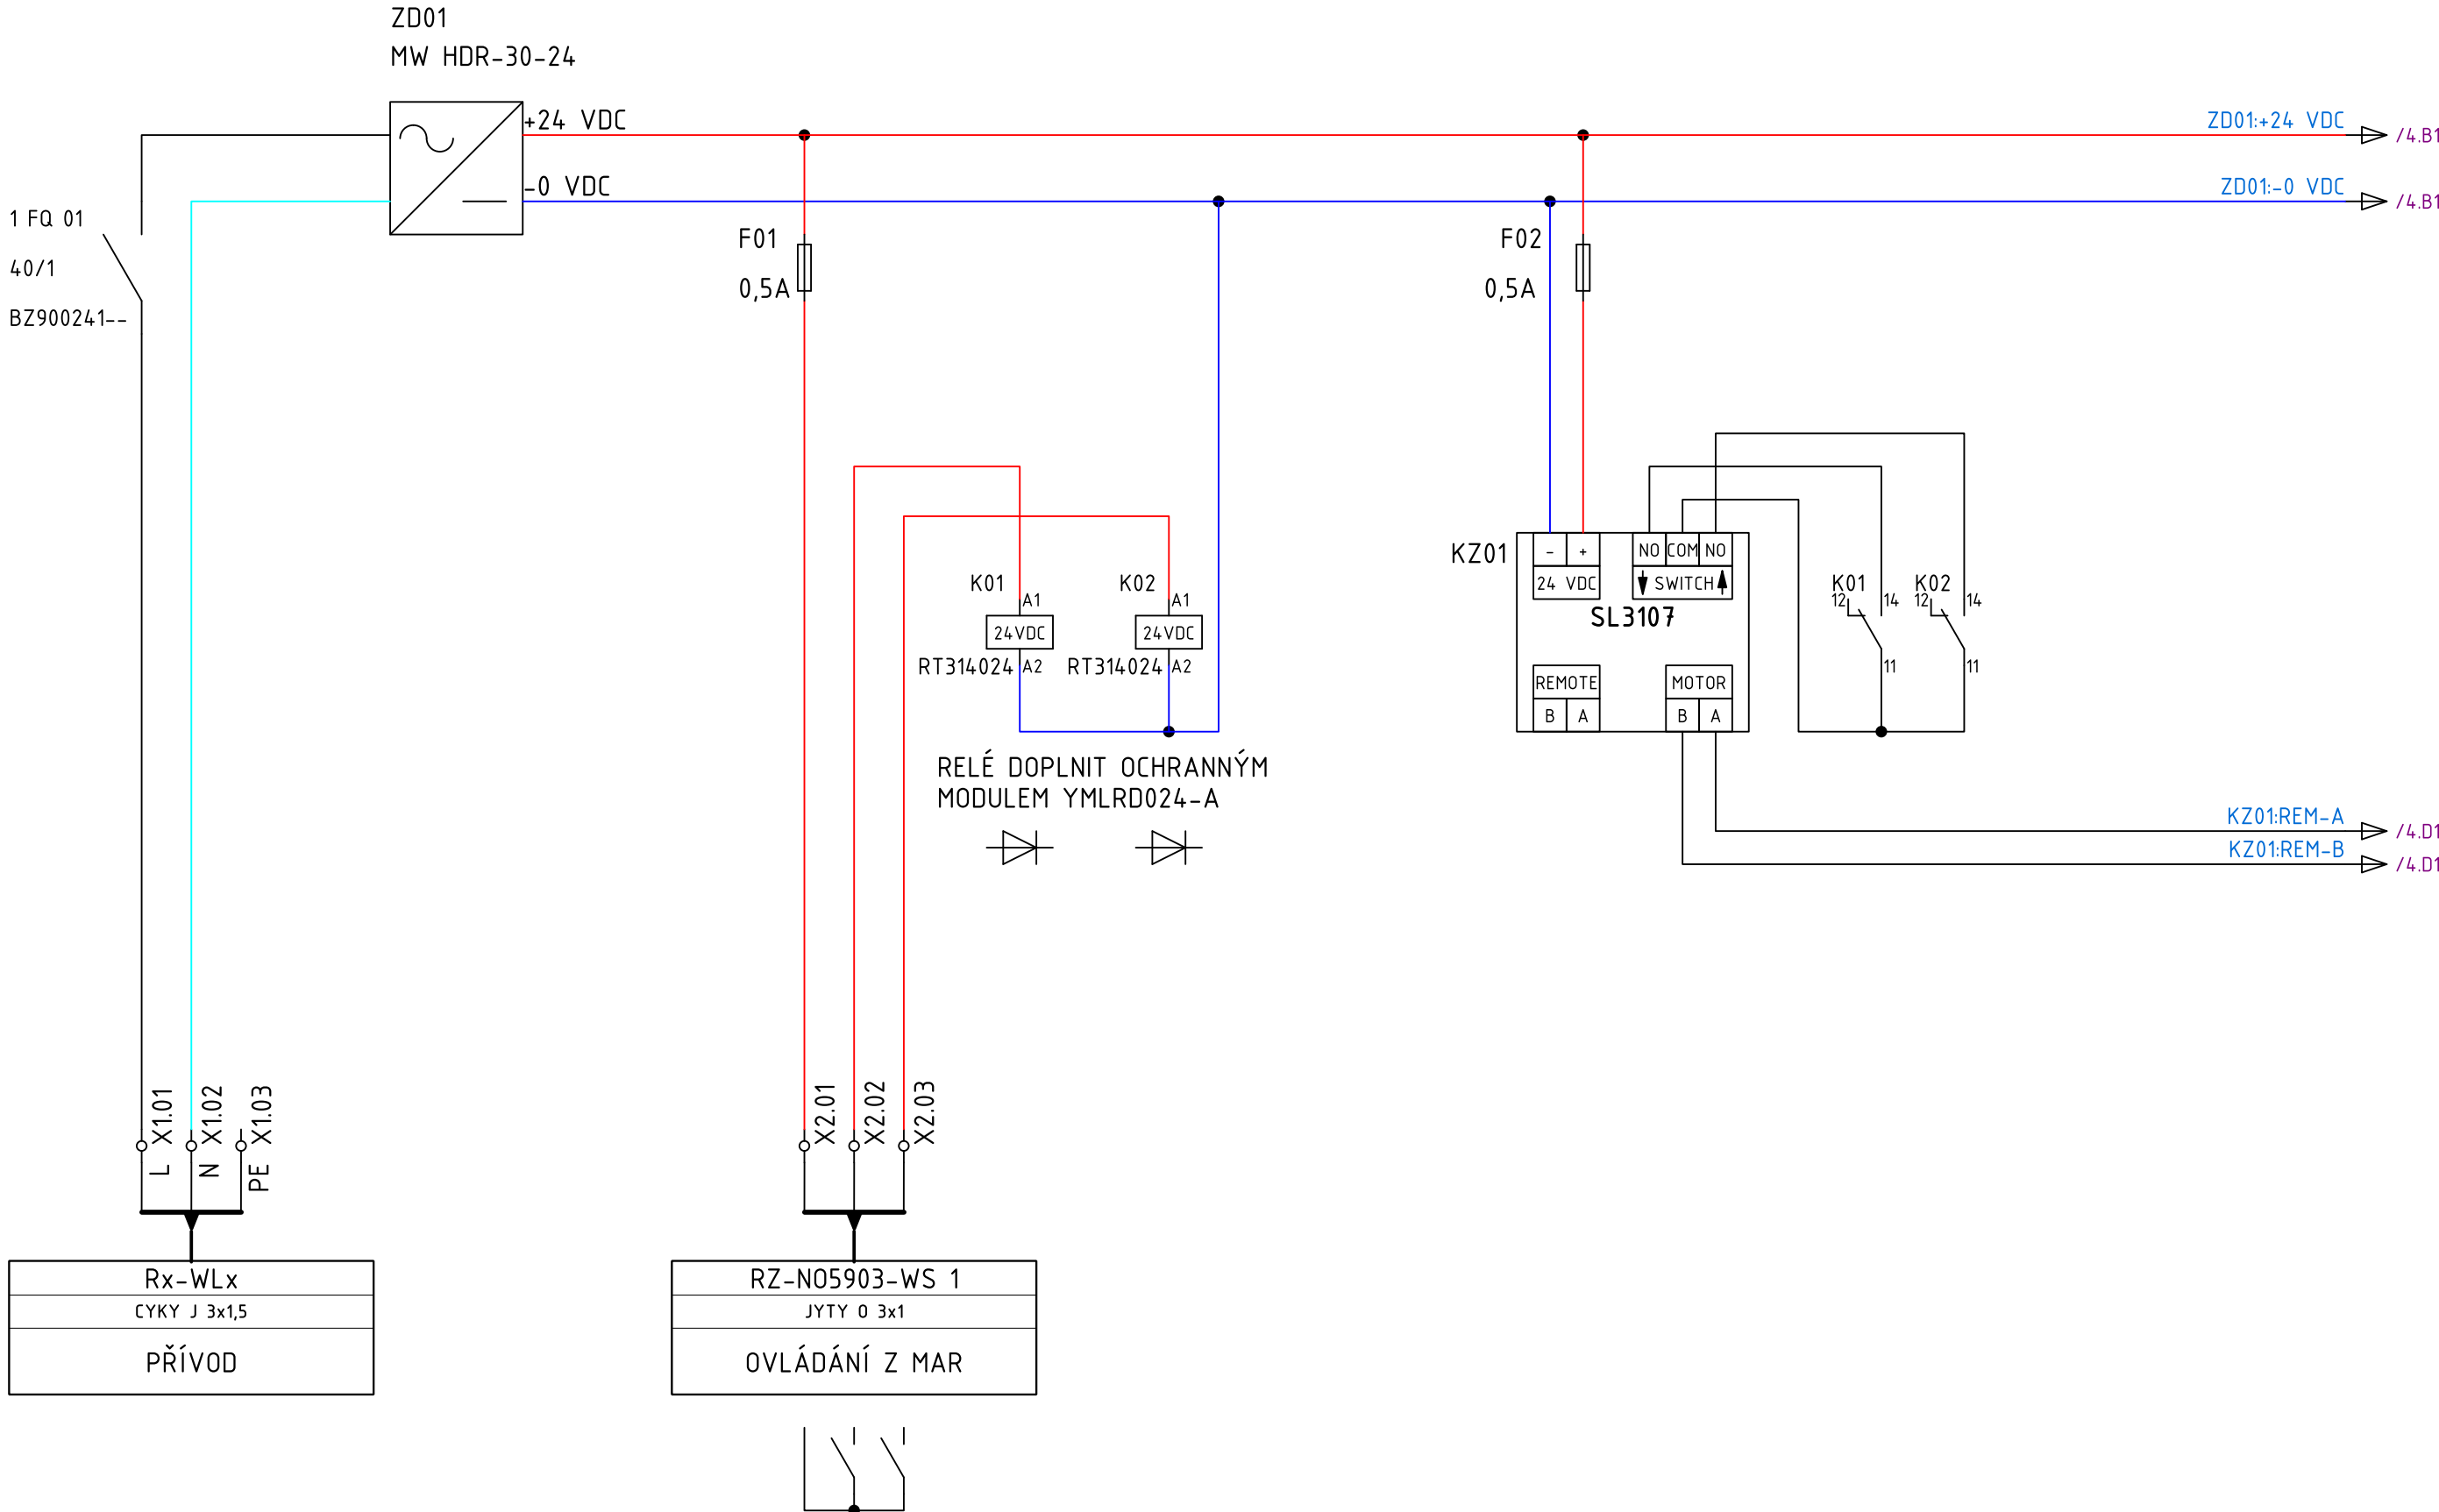 ZD01
MW HDR-30-24
+24 VDC
-0 VDC
ZD01:+24 VDC
/4.B1
ZD01:-0 VDC
/4.B1
1 FQ 01
40/1
BZ900241--
F01
0,5A
F02
0,5A
K01
A1
24VDC
RT314024
A2
K02
A1
24VDC
RT314024
A2
RELÉ DOPLNIT OCHRANNÝM
MODULEM YMLRD024-A
KZ01
- +
24 VDC
NO COM NO
SWITCH
SL3107
REMOTE
B A
MOTOR
B A
K01
12 14
11
K02
12 14
11
KZ01:REM-A
/4.D1
KZ01:REM-B
/4.D1
X1.01
X1.02
X1.03
L
N
PE
X2.01
X2.02
X2.03
Rx-WLx
CYKY J 3x1,5
PŘÍVOD
RZ-NO5903-WS 1
JYTY O 3x1
OVLÁDÁNÍ Z MAR